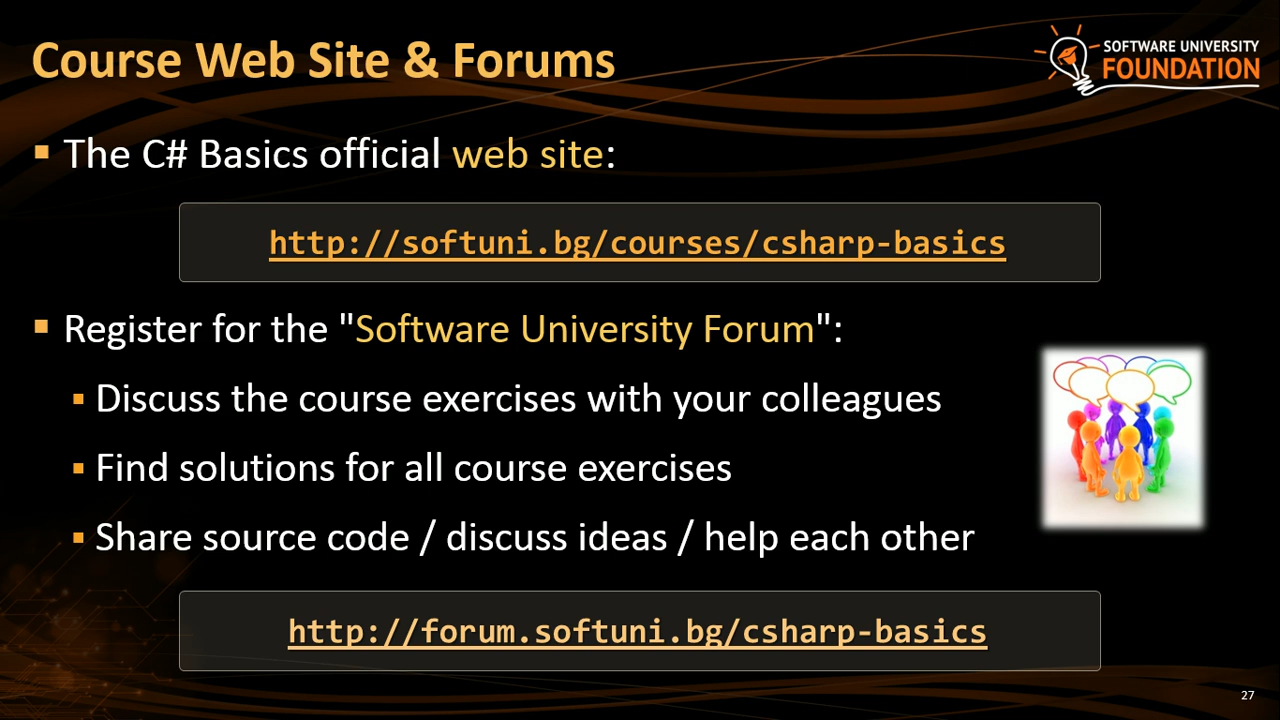 Course Web Site & Forums
SOFTWARE UNIVERSITY
FOUNDATION
The C# Basics official web site:
http://softuni.bg/courses/csharp-basics
Register for the "Software University Forum":
Discuss the course exercises with your colleagues
Find solutions for all course exercises
Share source code / discuss ideas / help each other
http://forum.softuni.bg/csharp-basics
27